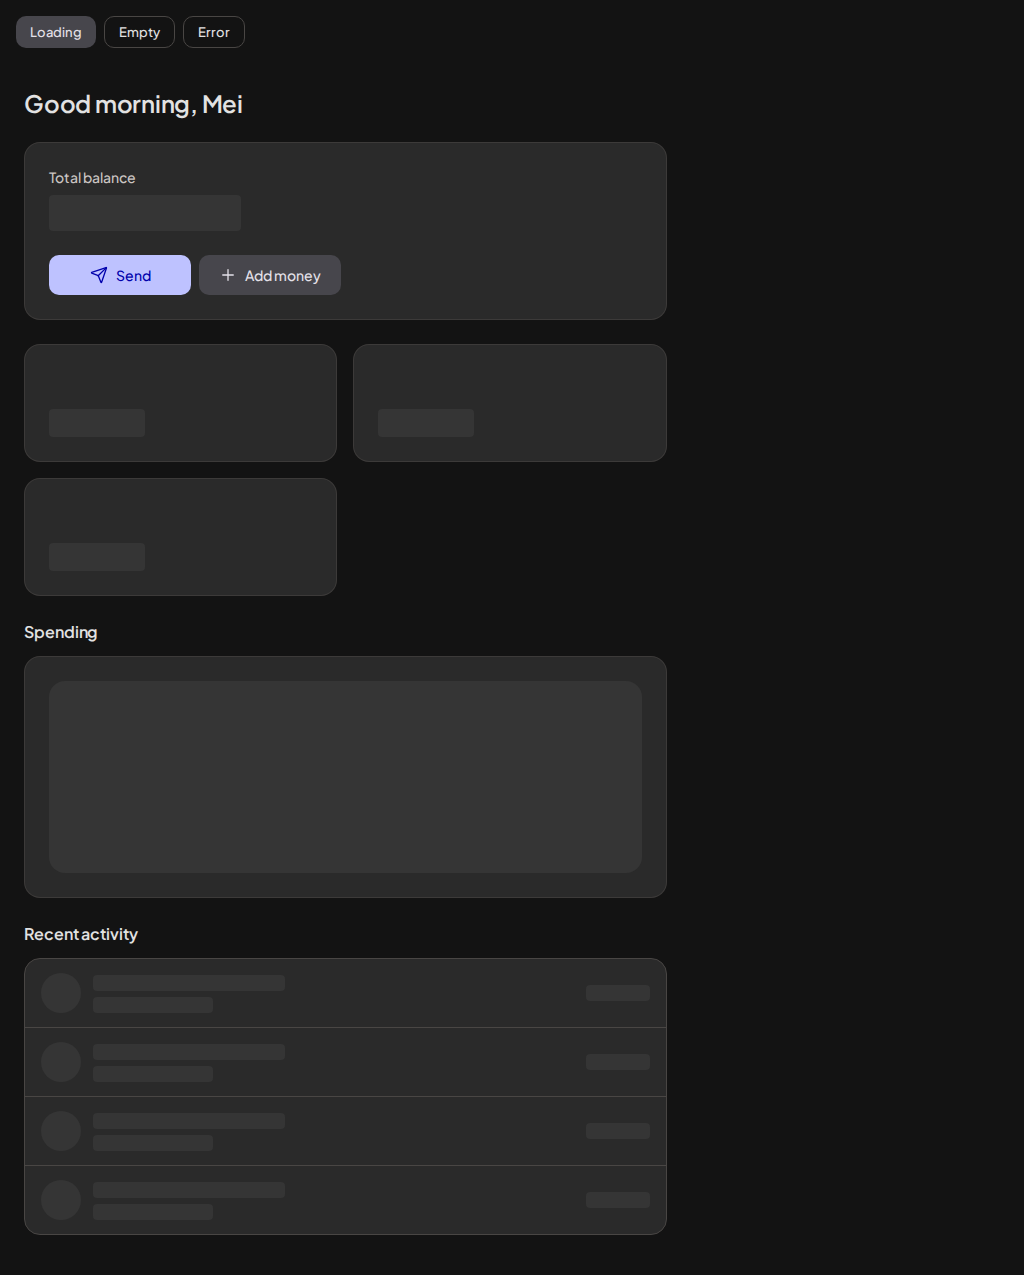 Loading Empty Error
Good morning, Mei
Total balance
Send Add money
Spending
Recent activity